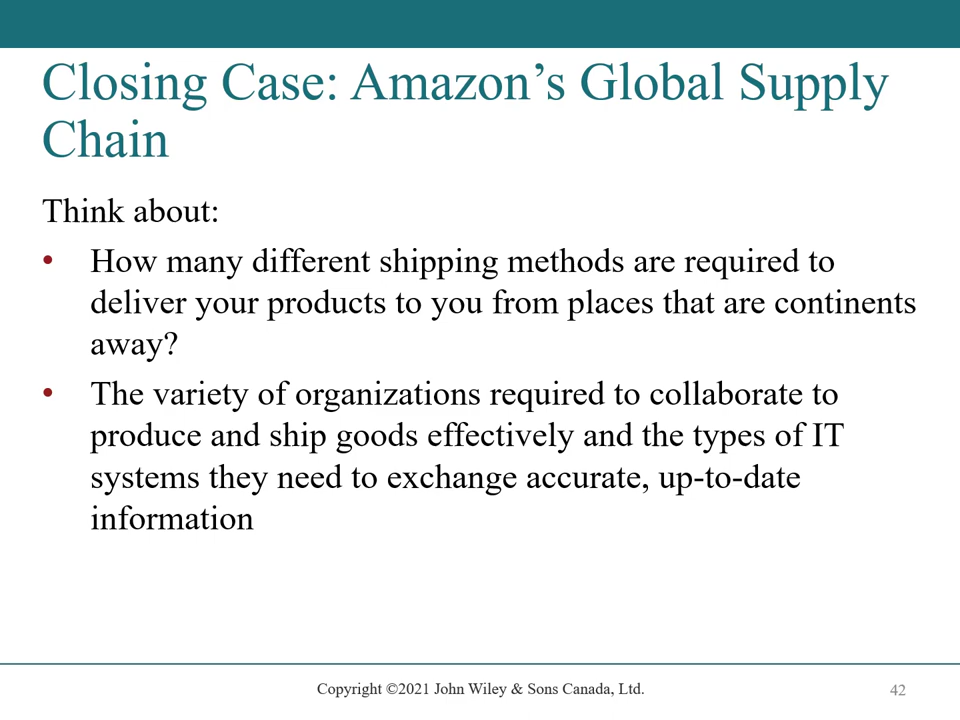 Closing Case: Amazon’s Global Supply
Chain
Think about:
• How many different shipping methods are required to
deliver your products to you from places that are continents
away?
• The variety of organizations required to collaborate to
produce and ship goods effectively and the types of IT
systems they need to exchange accurate, up-to-date
information
Copyright ©2021 John Wiley & Sons Canada, Ltd.
42